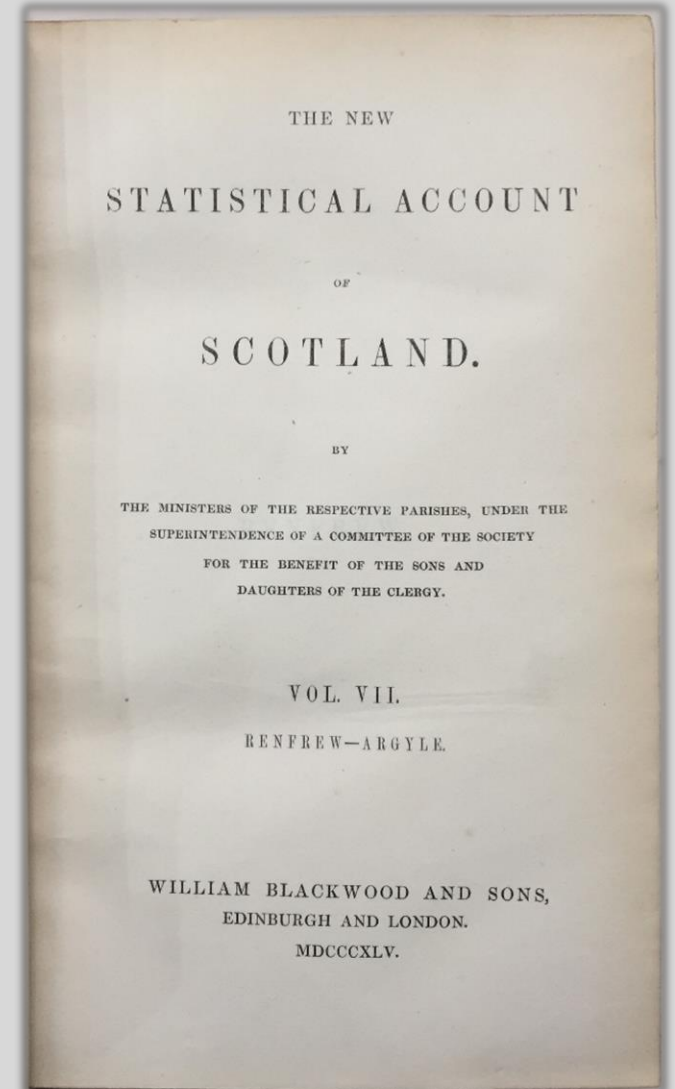 THE NEW
STATISTICAL ACCOUNT
OF
SCOTLAND.
BY
THE MINISTERS OF THE RESPECTIVE PARISHES, UNDER THE
SUPERINTENDENCE OF A COMMITTEE OF THE SOCIETY
FOR THE BENEFIT OF THE SONS AND
DAUGHTERS OF THE CLERGY.
VOL. VII.
RENFREW—ARGYLE.
WILLIAM BLACKWOOD AND SONS,
EDINBURGH AND LONDON.
MDCCCXLV.